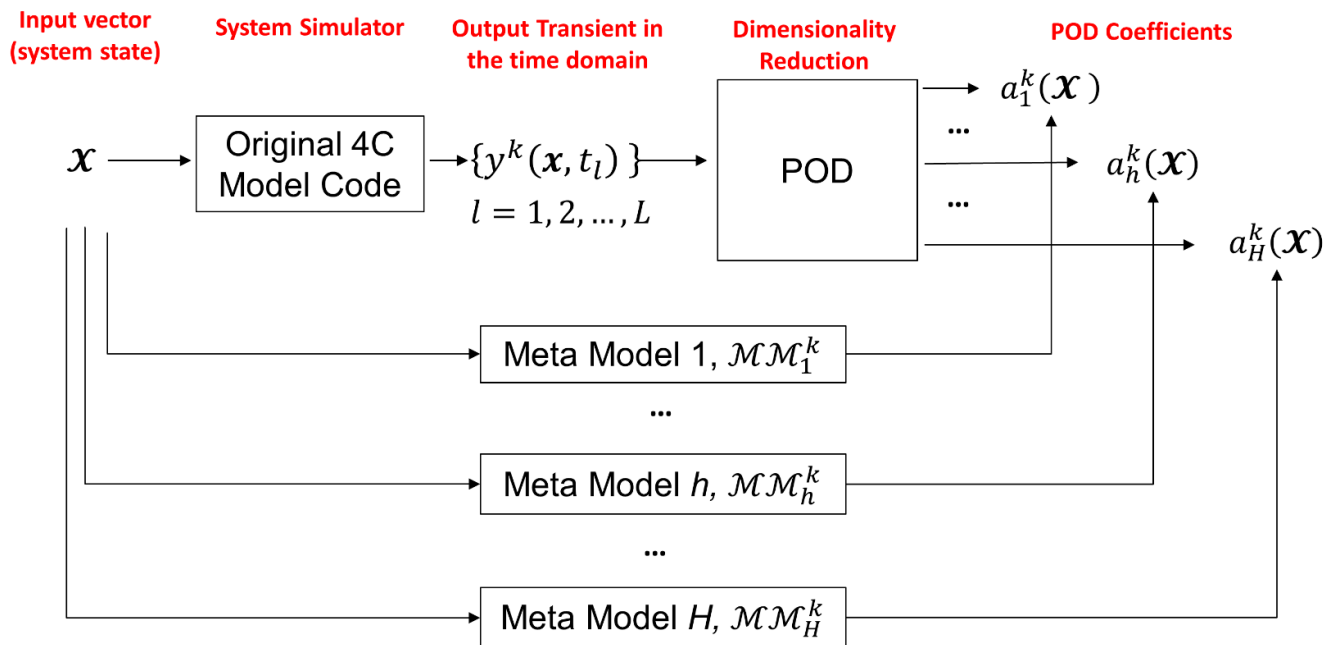 Input vector
(system state)
System Simulator
Output Transient in
the time domain
Dimensionality
Reduction
POD Coefficients
𝔁
Original 4C
Model Code
{y^k(𝔁, t_l) }
l = 1, 2, …, L
POD
a_1^k(𝔁 )
...
a_h^k(𝔁)
...
a_H^k(𝔁)
Meta Model 1, ℳℳ_1^k
...
Meta Model h, ℳℳ_h^k
...
Meta Model H, ℳℳ_H^k